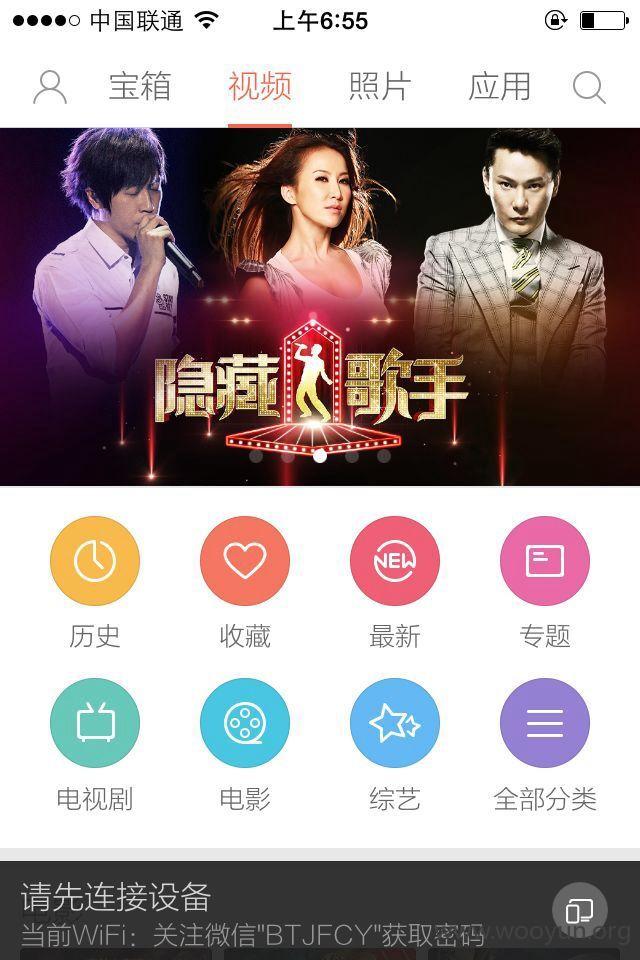 中国联通 上午6:55
宝箱 视频 照片 应用
隐藏歌手
历史 收藏 NEW 最新 专题
电视剧 电影 综艺 全部分类
请先连接设备
当前WiFi：关注微信"BTJFCY"获取密码
www.wooyun.org